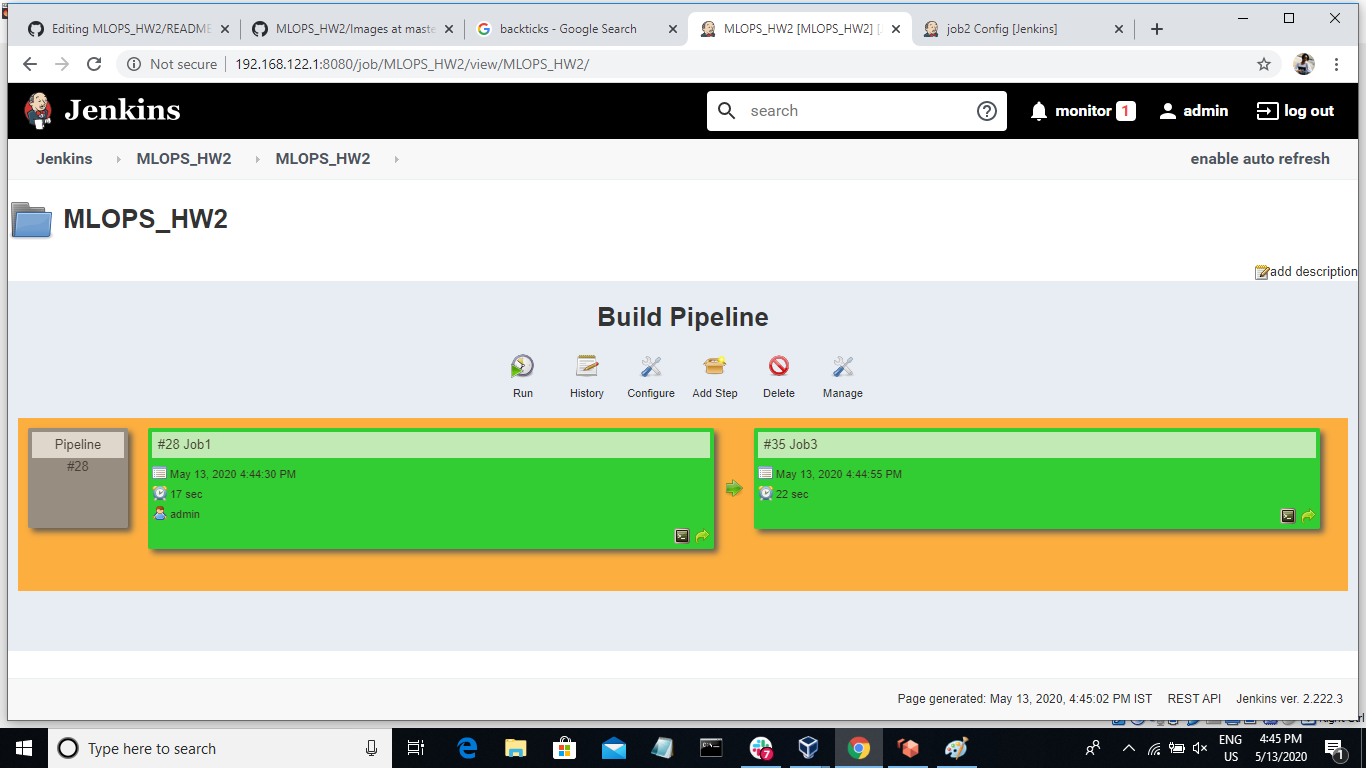 Editing MLOPS_HW2/README
MLOPS_HW2/Images at maste
backticks - Google Search
MLOPS_HW2 [MLOPS_HW2] [
job2 Config [Jenkins]
Not secure
192.168.122.1:8080/job/MLOPS_HW2/view/MLOPS_HW2/
Jenkins
search
monitor 1
admin
log out
Jenkins
MLOPS_HW2
MLOPS_HW2
enable auto refresh
MLOPS_HW2
add description
Build Pipeline
Run
History
Configure
Add Step
Delete
Manage
Pipeline
#28
#28 Job1
May 13, 2020 4:44:30 PM
17 sec
admin
#35 Job3
May 13, 2020 4:44:55 PM
22 sec
Page generated: May 13, 2020, 4:45:02 PM IST
REST API
Jenkins ver. 2.222.3
Right Ctrl
Type here to search
7
ENG
US
4:45 PM
5/13/2020
1